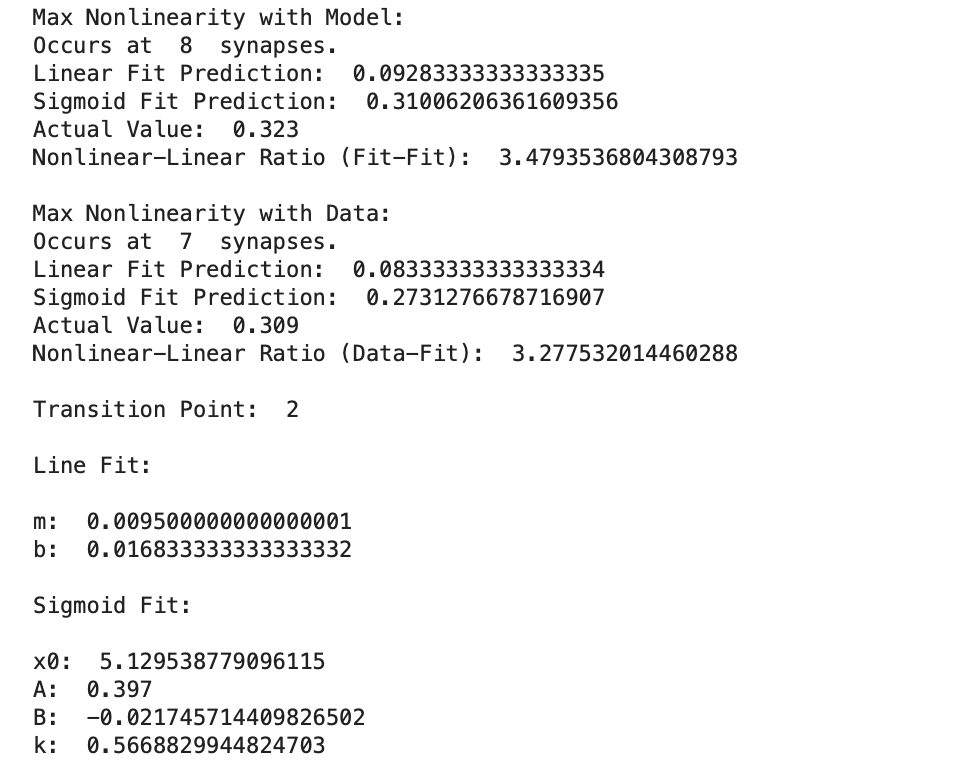 Max Nonlinearity with Model:
Occurs at  8  synapses.
Linear Fit Prediction:  0.09283333333333335
Sigmoid Fit Prediction:  0.31006206361609356
Actual Value:  0.323
Nonlinear-Linear Ratio (Fit-Fit):  3.4793536804308793
Max Nonlinearity with Data:
Occurs at  7  synapses.
Linear Fit Prediction:  0.08333333333333334
Sigmoid Fit Prediction:  0.2731276678716907
Actual Value:  0.309
Nonlinear-Linear Ratio (Data-Fit):  3.277532014460288
Transition Point:  2
Line Fit:
m:  0.009500000000000001
b:  0.016833333333333332
Sigmoid Fit:
x0:  5.129538779096115
A:  0.397
B:  -0.021745714409826502
k:  0.5668829944824703